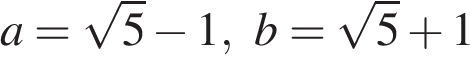 a = √5 − 1, b = √5 + 1